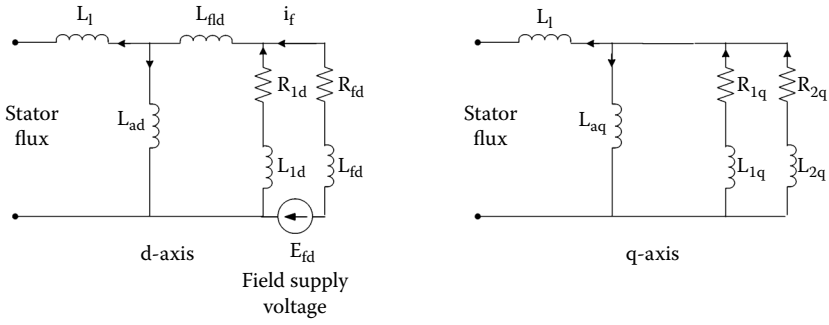 L_l
L_fld
i_f
Stator
flux
L_ad
R_1d
R_fd
L_1d
L_fd
E_fd
d-axis
Field supply
voltage
L_l
Stator
flux
L_aq
R_1q
R_2q
L_1q
L_2q
q-axis